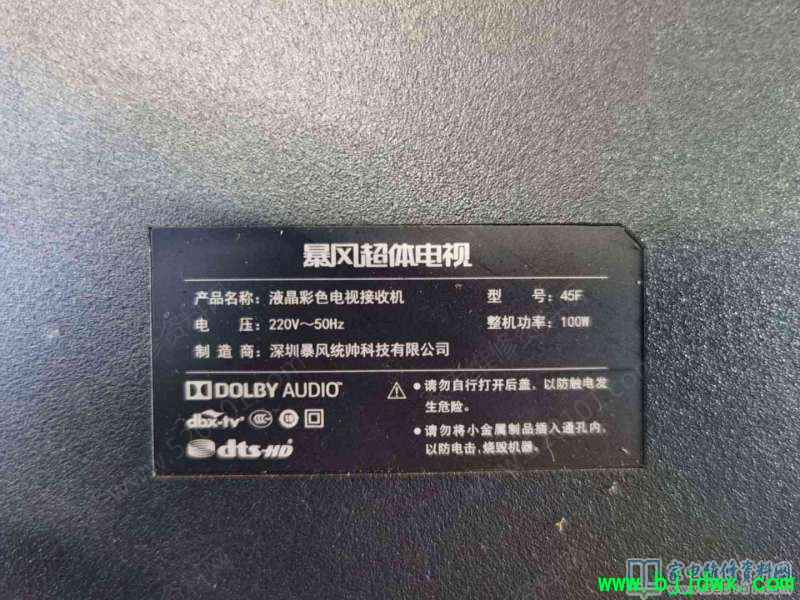 暴风超体电视
产品名称：液晶彩色电视接收机 型 号：45F
电 压：220V～50Hz 整机功率：100W
制 造 商：深圳暴风统帅科技有限公司
DOLBY AUDIO™
dbx-tv®
dts-HD
●请勿自行打开后盖，以防触电发
生危险。
●请勿将小金属制品插入通孔内，
以防电击，烧毁机器。
家电维修资料网